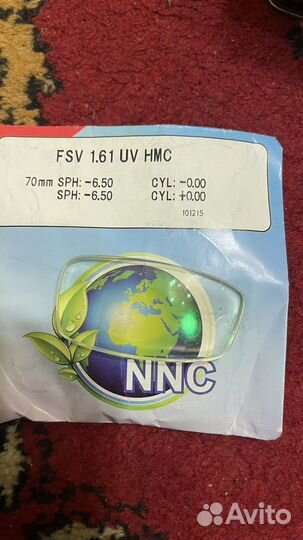 FSV 1.61 UV HMC
70mm SPH: -6.50 CYL: -0.00
SPH: -6.50 CYL: +0.00
101215
NNC
Avito